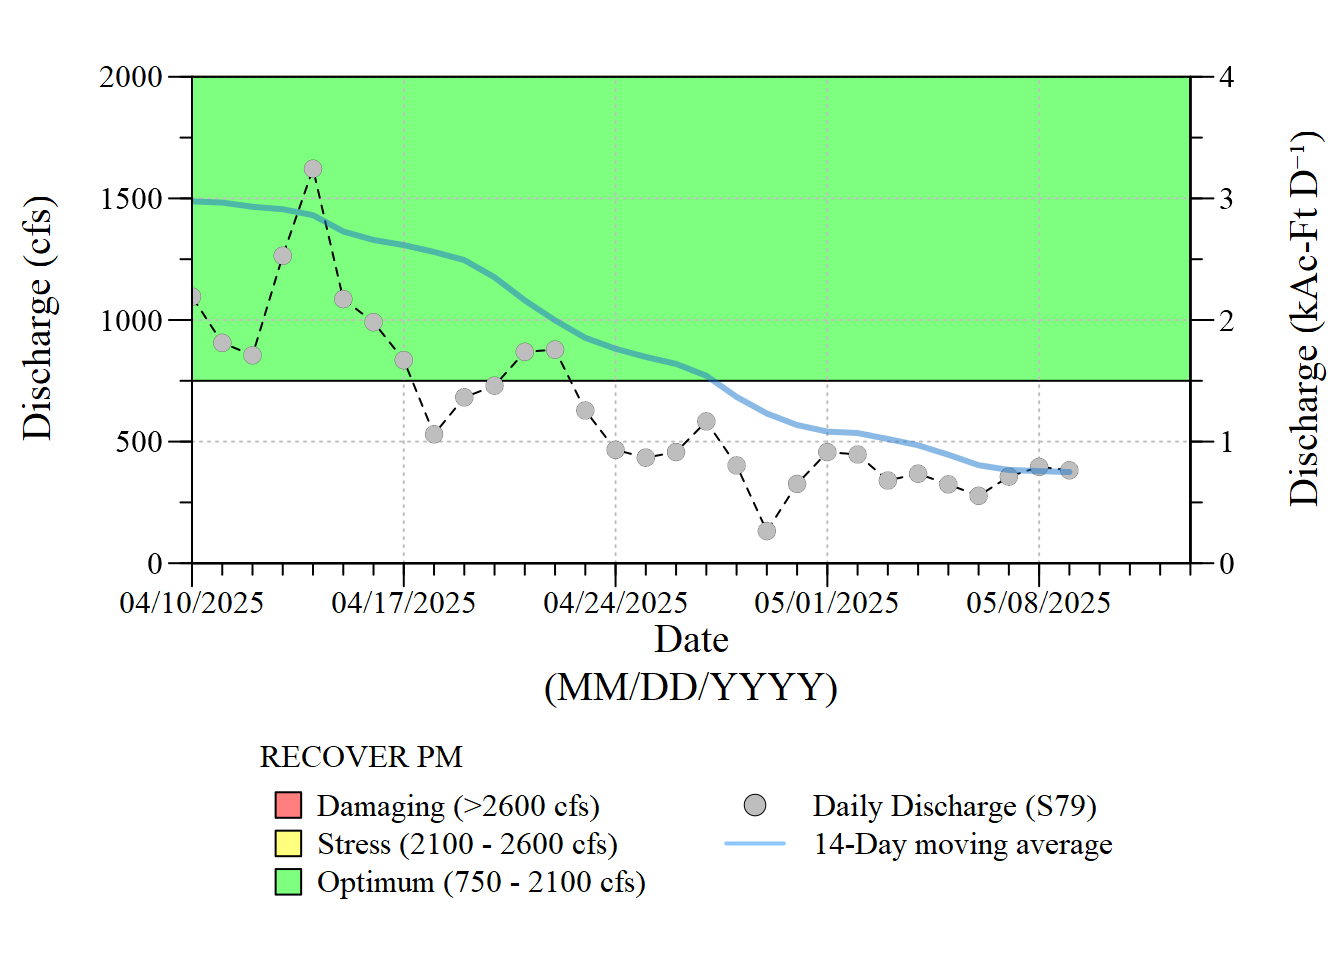 2000
1500
1000
500
0
Discharge (cfs)
4
3
2
1
0
Discharge (kAc-Ft D⁻¹)
04/10/2025 04/17/2025 04/24/2025 05/01/2025 05/08/2025
Date
(MM/DD/YYYY)
RECOVER PM
Damaging (>2600 cfs)
Stress (2100 - 2600 cfs)
Optimum (750 - 2100 cfs)
Daily Discharge (S79)
14-Day moving average